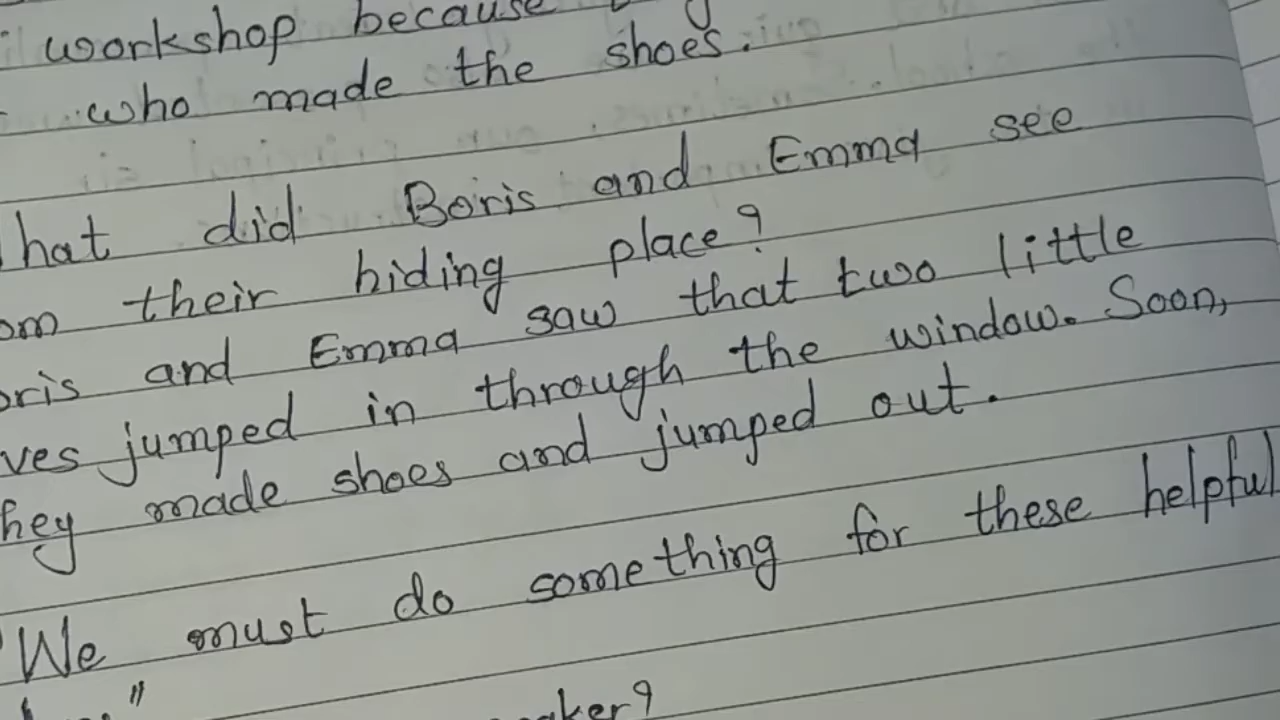 workshop because
who made the shoes.
hat did Boris and Emma see
om their hiding place?
oris and Emma saw that two little
ves jumped in through the window. Soon,
hey made shoes and jumped out.
"We must do something for these helpful
"
aker?